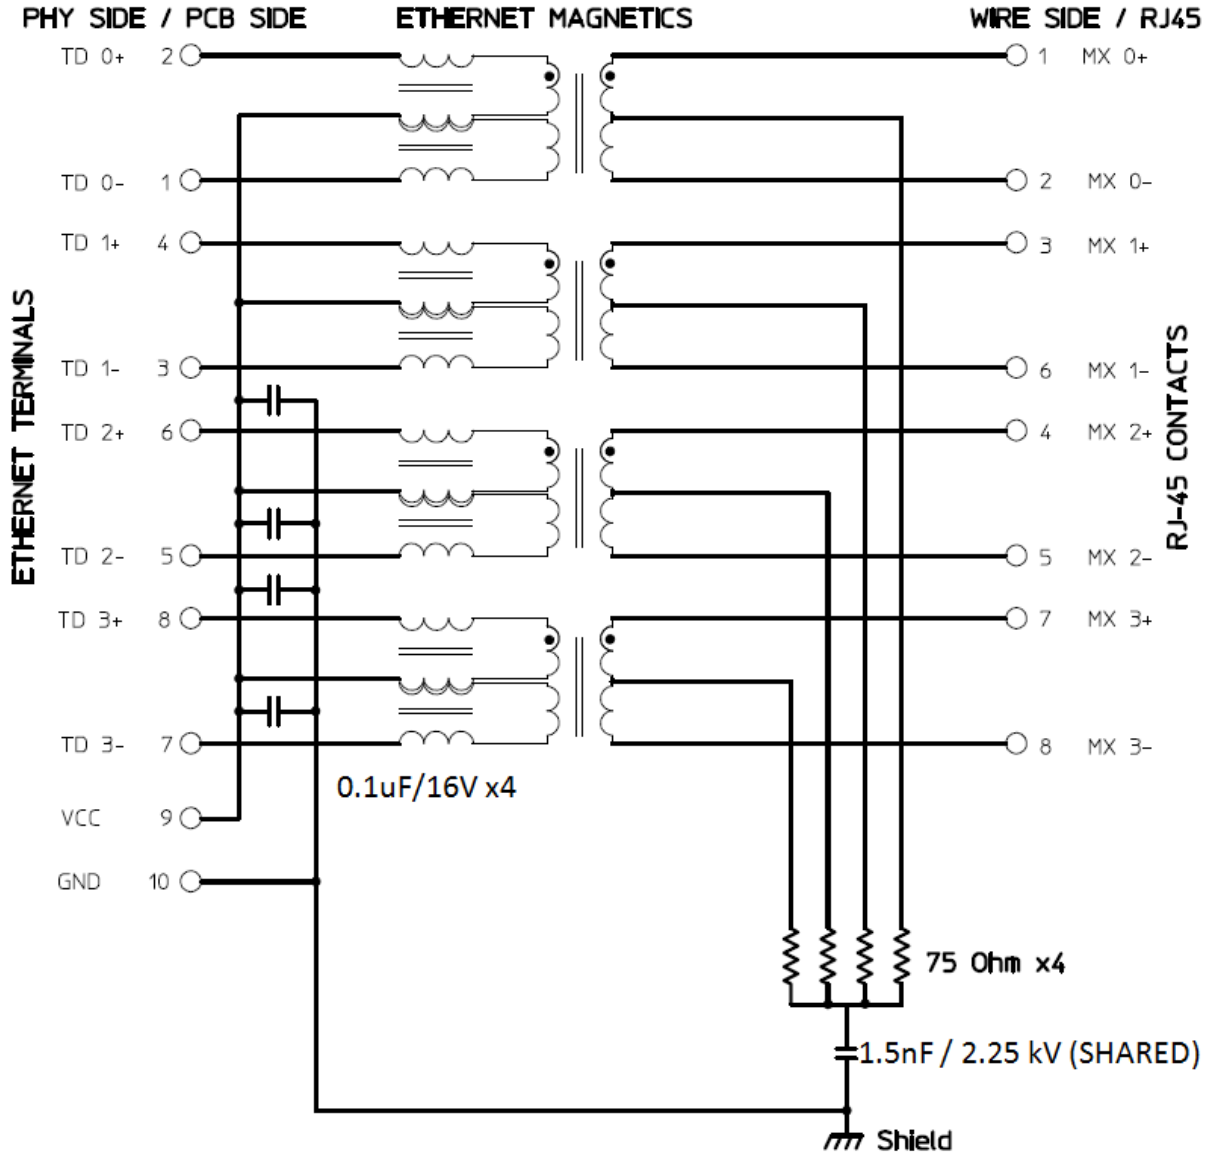 PHY SIDE / PCB SIDE ETHERNET MAGNETICS WIRE SIDE / RJ45
TD 0+ 2 1 MX 0+
TD 0- 1 2 MX 0-
TD 1+ 4 3 MX 1+
TD 1- 3 6 MX 1-
TD 2+ 6 4 MX 2+
TD 2- 5 5 MX 2-
TD 3+ 8 7 MX 3+
TD 3- 7 8 MX 3-
ETHERNET TERMINALS
RJ-45 CONTACTS
0.1uF/16V x4
VCC 9
GND 10
75 Ohm x4
1.5nF / 2.25 kV (SHARED)
Shield